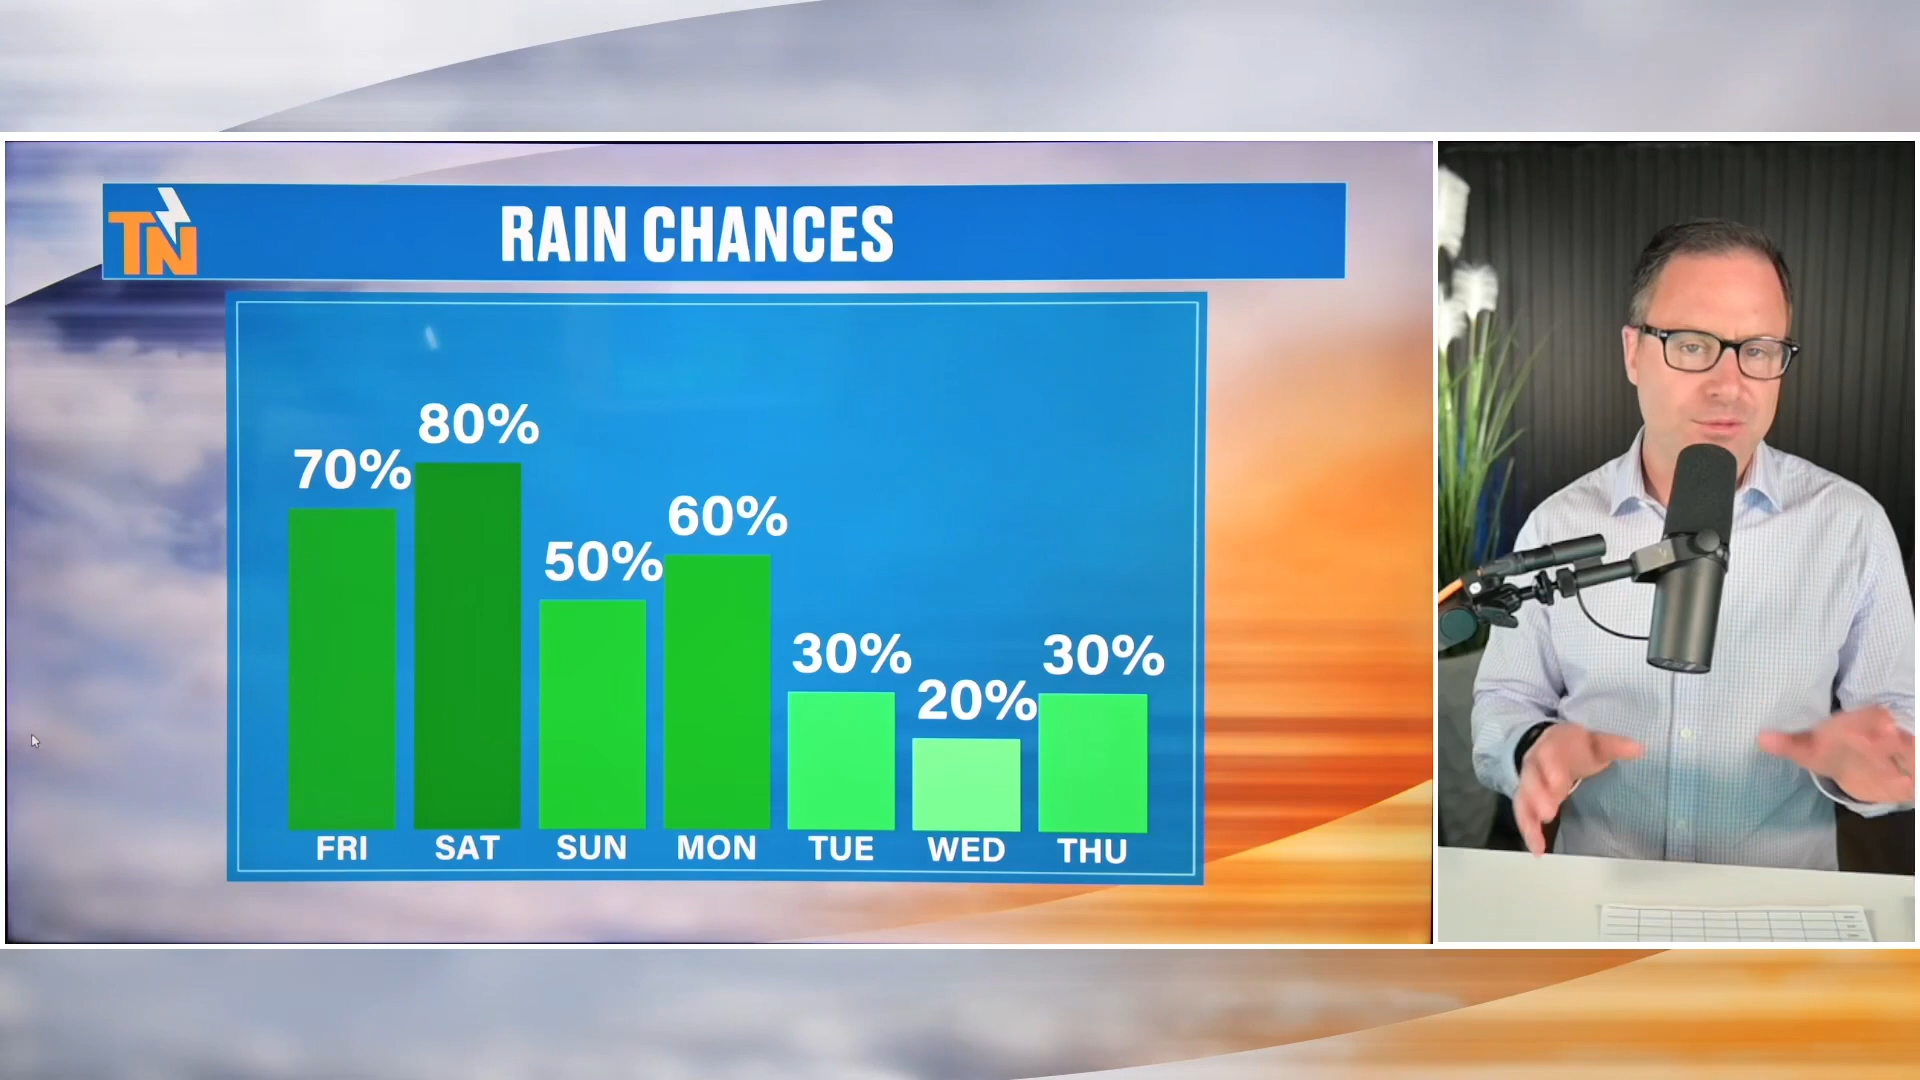 TN
RAIN CHANCES
70%
80%
50%
60%
30%
20%
30%
FRI
SAT
SUN
MON
TUE
WED
THU